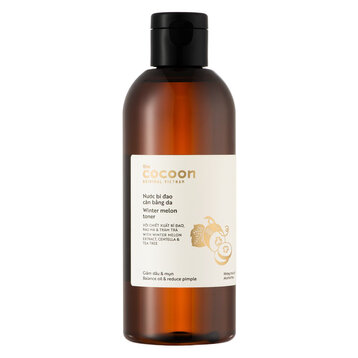 the
cocoon
ORIGINAL VIETNAM
Nước bí đao
cân bằng da
Winter melon
toner
VỚI CHIẾT XUẤT BÍ ĐAO,
RAU MÁ & TRÀM TRÀ
WITH WINTER MELON
EXTRACT, CENTELLA &
TEA TREE
Giảm dầu & mụn
Balance oil & reduce pimple